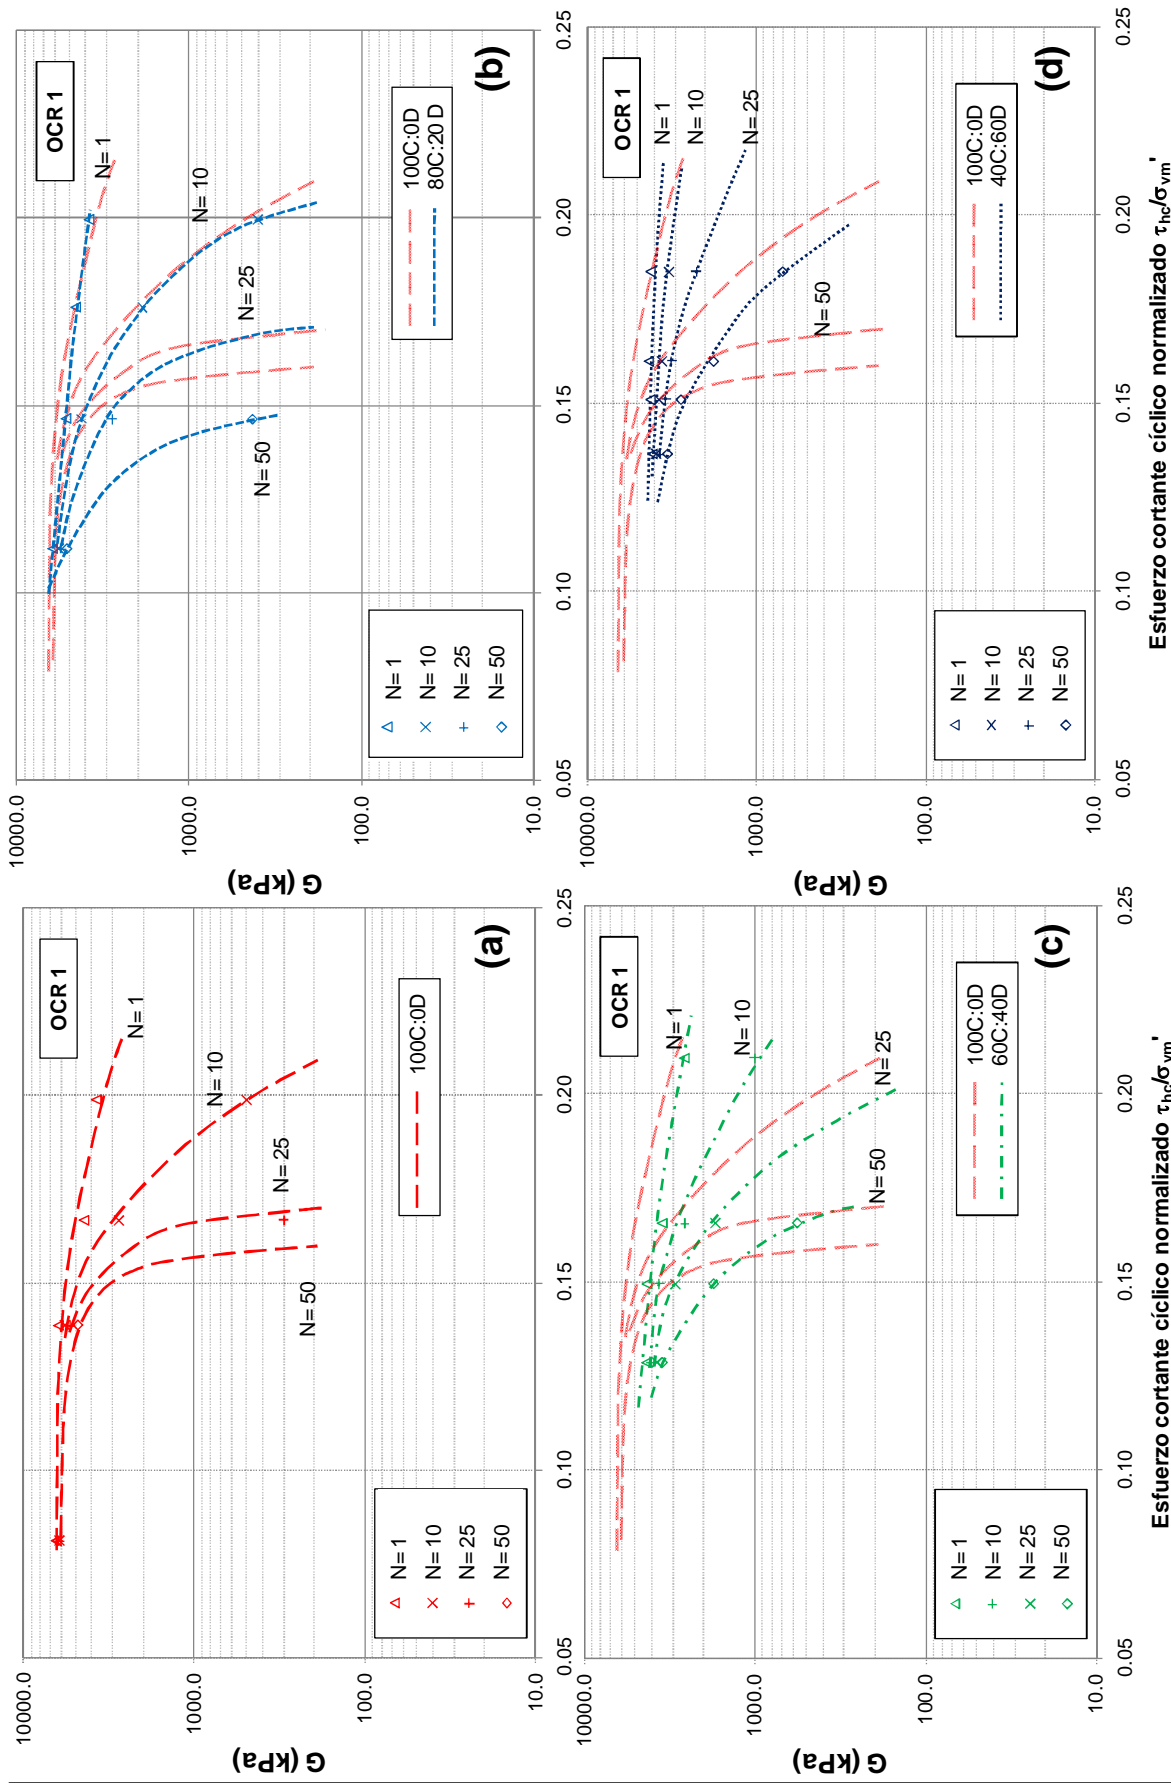 10000.0
1000.0
100.0
10.0
G (kPa)
0.05
0.10
0.15
0.20
0.25
OCR 1
N= 1
N= 10
N= 25
N= 50
100C:0D
N= 1
N= 10
N= 25
N= 50
(a)
10000.0
1000.0
100.0
10.0
G (kPa)
0.05
0.10
0.15
0.20
0.25
OCR 1
N= 1
N= 10
N= 25
N= 50
100C:0D
80C:20 D
N= 1
N= 10
N= 25
N= 50
(b)
10000.0
1000.0
100.0
10.0
G (kPa)
0.05
0.10
0.15
0.20
0.25
OCR 1
N= 1
N= 10
N= 25
N= 50
100C:0D
60C:40D
N= 1
N= 10
N= 25
N= 50
(c)
Esfuerzo cortante cíclico normalizado τhc/σvm'
10000.0
1000.0
100.0
10.0
G (kPa)
0.05
0.10
0.15
0.20
0.25
OCR 1
N= 1
N= 10
N= 25
N= 50
100C:0D
40C:60D
N= 1
N= 10
N= 25
N= 50
(d)
Esfuerzo cortante cíclico normalizado τhc/σvm'